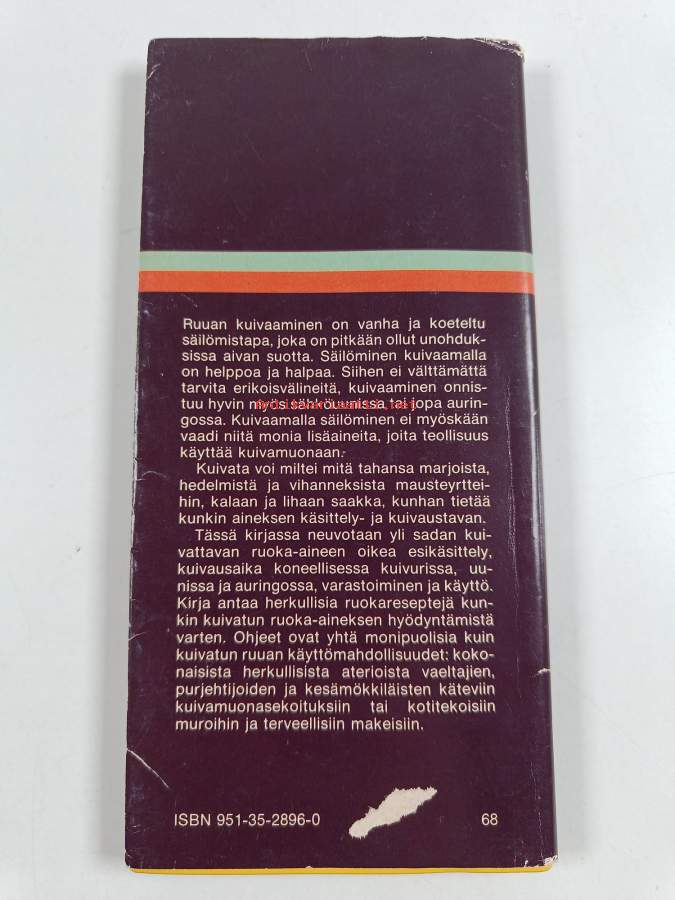 Ruuan kuivaaminen on vanha ja koeteltu
säilömistapa, joka on pitkään ollut unohduk-
sissa aivan suotta. Säilöminen kuivaamalla
on helppoa ja halpaa. Siihen ei välttämättä
tarvita erikoisvälineitä, kuivaaminen onnis-
tuu hyvin myös sähköuunissa, tai jopa aurin-
gossa. Kuivaamalla säilöminen ei myöskään
vaadi niitä monia lisäaineita, joita teollisuus
käyttää kuivamuonaan.
Kuivata voi miltei mitä tahansa marjoista,
hedelmistä ja vihanneksista mausteyrttei-
hin, kalaan ja lihaan saakka, kunhan tietää
kunkin aineksen käsittely- ja kuivaustavan.
Tässä kirjassa neuvotaan yli sadan kui-
vattavan ruoka-aineen oikea esikäsittely,
kuivausaika koneellisessa kuivurissa, uu-
nissa ja auringossa, varastoiminen ja käyttö.
Kirja antaa herkullisia ruokareseptejä kun-
kin kuivatun ruoka-aineksen hyödyntämistä
varten. Ohjeet ovat yhtä monipuolisia kuin
kuivatun ruuan käyttömahdollisuudet: koko-
naisista herkullisista aterioista vaeltajien,
purjehtijoiden ja kesämökkiläisten käteviin
kuivamuonasekoituksiin tai kotitekoisiin
muroihin ja terveellisiin makeisiin.
ISBN 951-35-2896-0 68